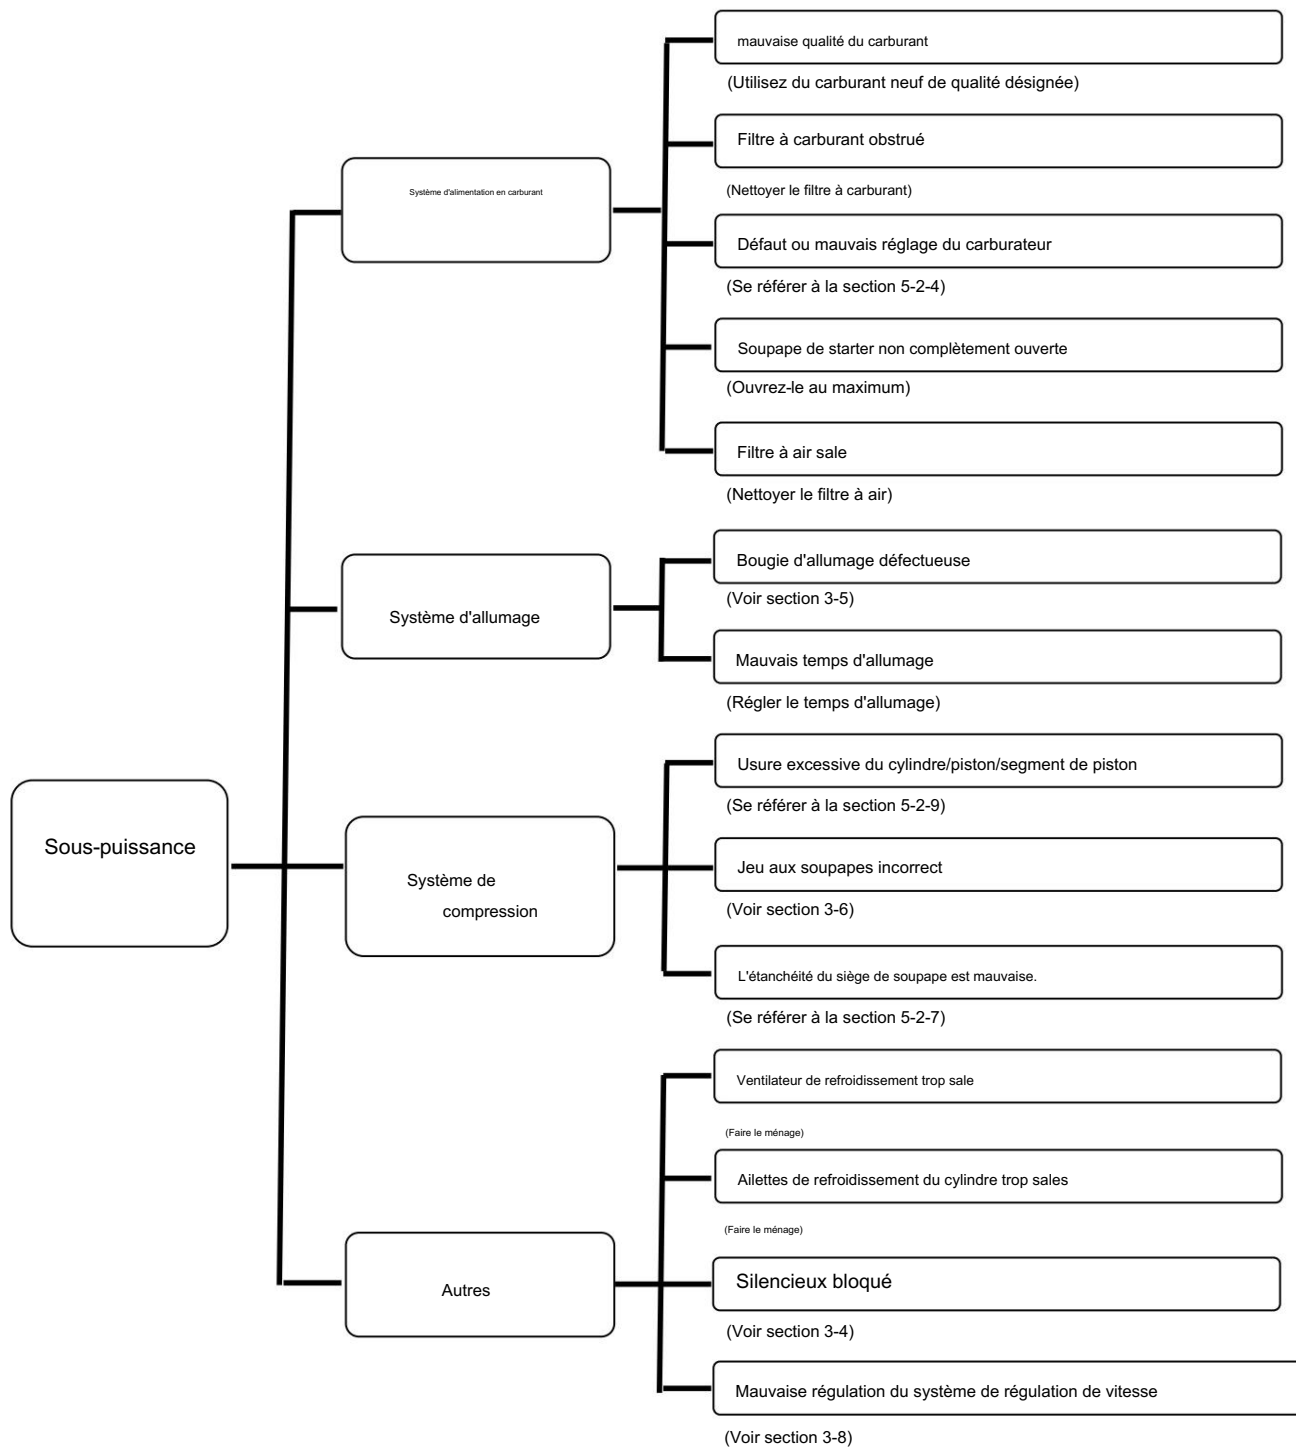 mauvaise qualité du carburant
(Utilisez du carburant neuf de qualité désignée)
Filtre à carburant obstrué
(Nettoyer le filtre à carburant)
Système d'alimentation en carburant
Défaut ou mauvais réglage du carburateur
(Se référer à la section 5-2-4)
Soupape de starter non complètement ouverte
(Ouvrez-le au maximum)
Filtre à air sale
(Nettoyer le filtre à air)
Bougie d'allumage défectueuse
(Voir section 3-5)
Système d'allumage
Mauvais temps d'allumage
(Régler le temps d'allumage)
Usure excessive du cylindre/piston/segment de piston
(Se référer à la section 5-2-9)
Sous-puissance
Système de
compression
Jeu aux soupapes incorrect
(Voir section 3-6)
L'étanchéité du siège de soupape est mauvaise.
(Se référer à la section 5-2-7)
Ventilateur de refroidissement trop sale
(Faire le ménage)
Ailettes de refroidissement du cylindre trop sales
(Faire le ménage)
Autres
Silencieux bloqué
(Voir section 3-4)
Mauvaise régulation du système de régulation de vitesse
(Voir section 3-8)